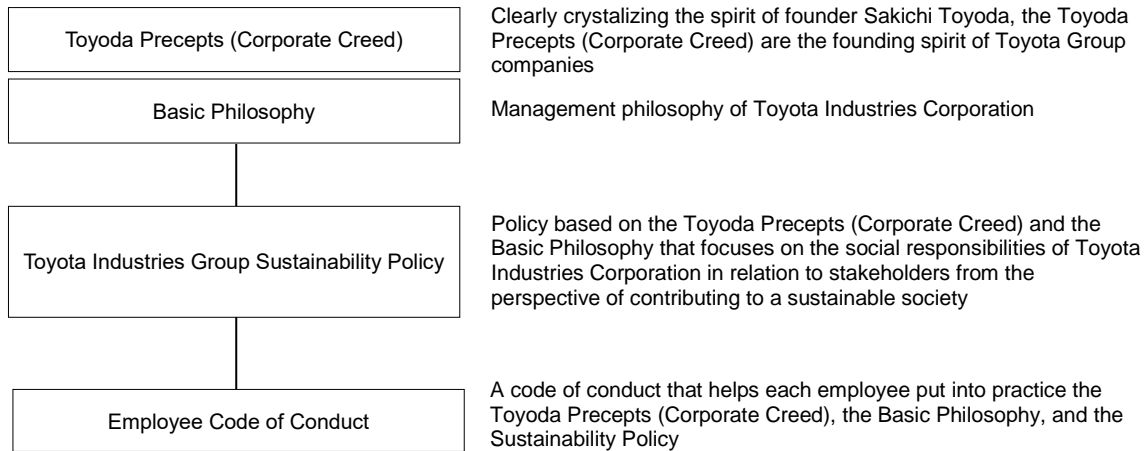 Toyoda Precepts (Corporate Creed)
Clearly crystalizing the spirit of founder Sakichi Toyoda, the Toyoda
Precepts (Corporate Creed) are the founding spirit of Toyota Group
companies
Basic Philosophy
Management philosophy of Toyota Industries Corporation
Toyota Industries Group Sustainability Policy
Policy based on the Toyoda Precepts (Corporate Creed) and the
Basic Philosophy that focuses on the social responsibilities of Toyota
Industries Corporation in relation to stakeholders from the
perspective of contributing to a sustainable society
Employee Code of Conduct
A code of conduct that helps each employee put into practice the
Toyoda Precepts (Corporate Creed), the Basic Philosophy, and the
Sustainability Policy